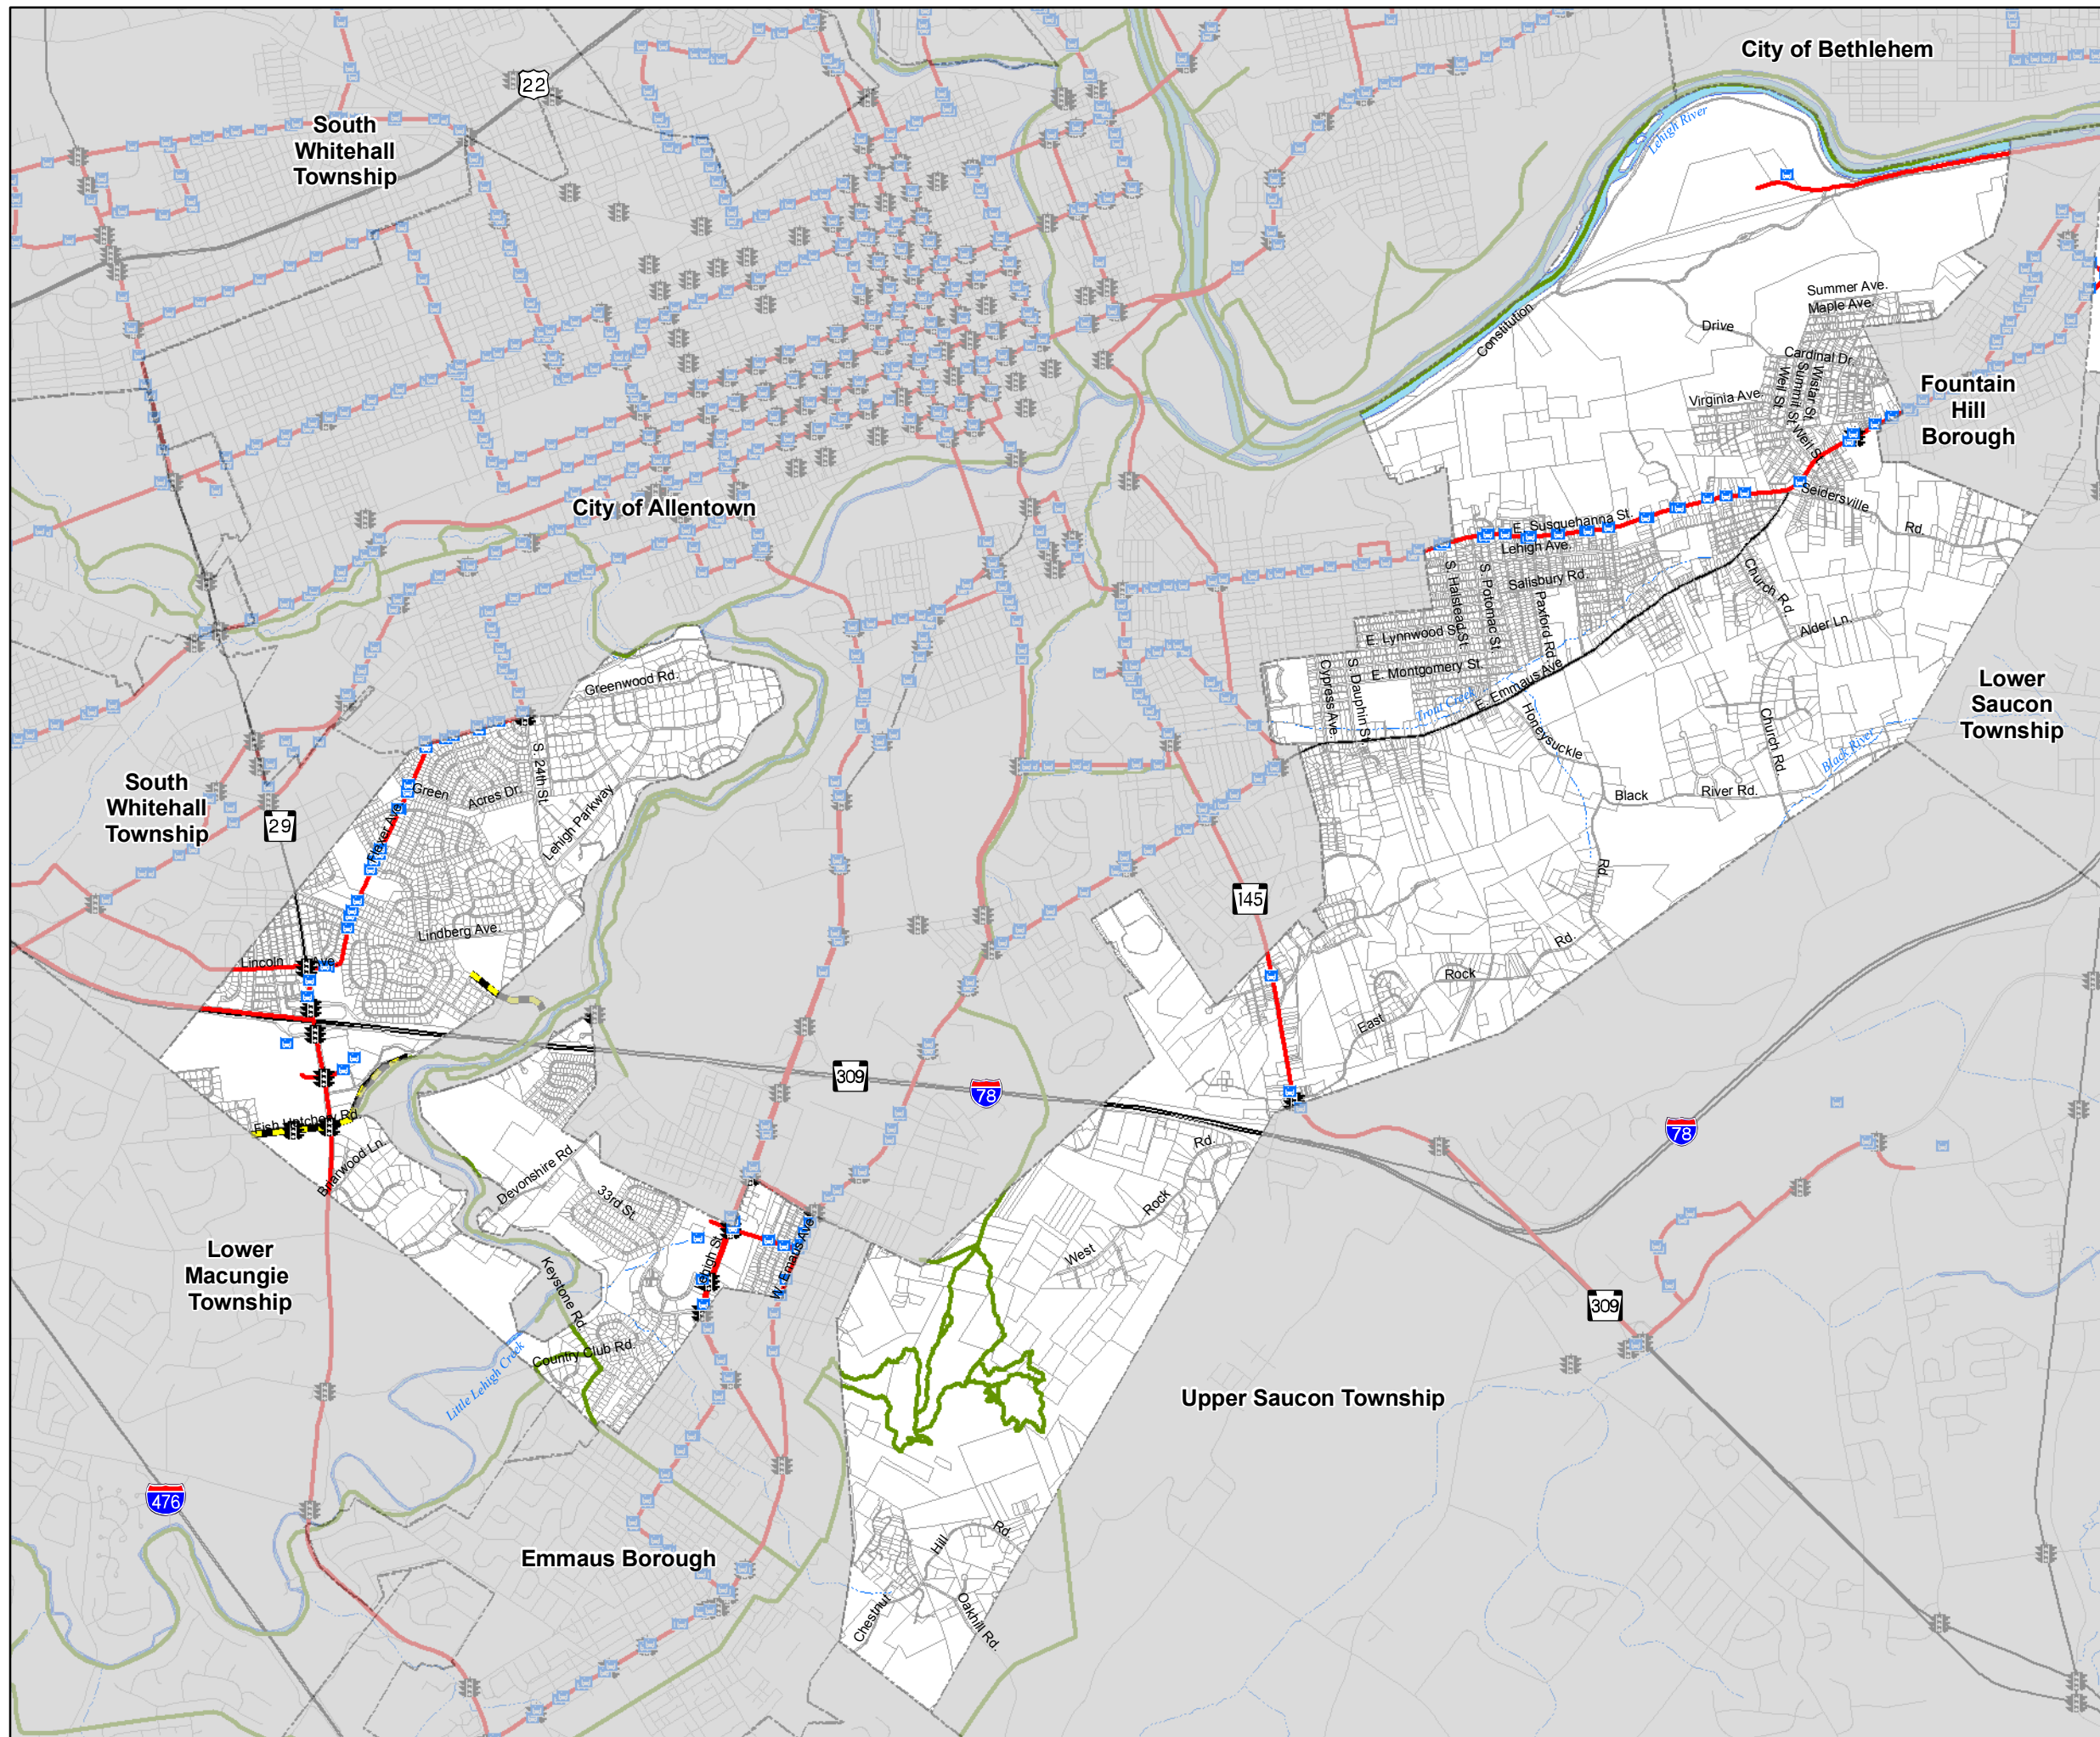 City of Bethlehem
22
South
Whitehall
Township
Lehigh River
Summer Ave.
Maple Ave.
Constitution
Drive
Cardinal Dr.
Wistar St.
Summit St.
Weil St.
Virginia Ave.
Weil St.
Fountain
Hill
Borough
City of Allentown
Seidersville
Rd.
E. Susquehanna St.
Lehigh Ave.
Salisbury Rd.
S. Halstead St.
S. Potomac St.
Paxford Rd.
Church Rd.
Alder Ln.
E. Lynnwood St.
E. Montgomery St.
Cypress Ave.
S. Dauphin St.
Trout Creek
E. Emmaus Ave.
Honeysuckle
Rd.
Church Rd.
Black River
Black
River Rd.
Lower
Saucon
Township
Greenwood Rd.
S. 24th St.
Green
Acres Dr.
Lehigh Parkway
Flexer Ave.
South
Whitehall
Township
29
Lindberg Ave.
Lincoln
Ave.
145
Rd.
Rock
East
309
78
78
Fish Hatchery Rd.
Briarwood Ln.
Devonshire Rd.
33rd St.
Rd.
Rock
West
Lehigh St.
W. Emaus Ave.
Keystone Rd.
Lower
Macungie
Township
Country Club Rd.
Little Lehigh Creek
309
Upper Saucon Township
476
Emmaus Borough
Rd.
Hill
Chestnut
Oakhill Rd.